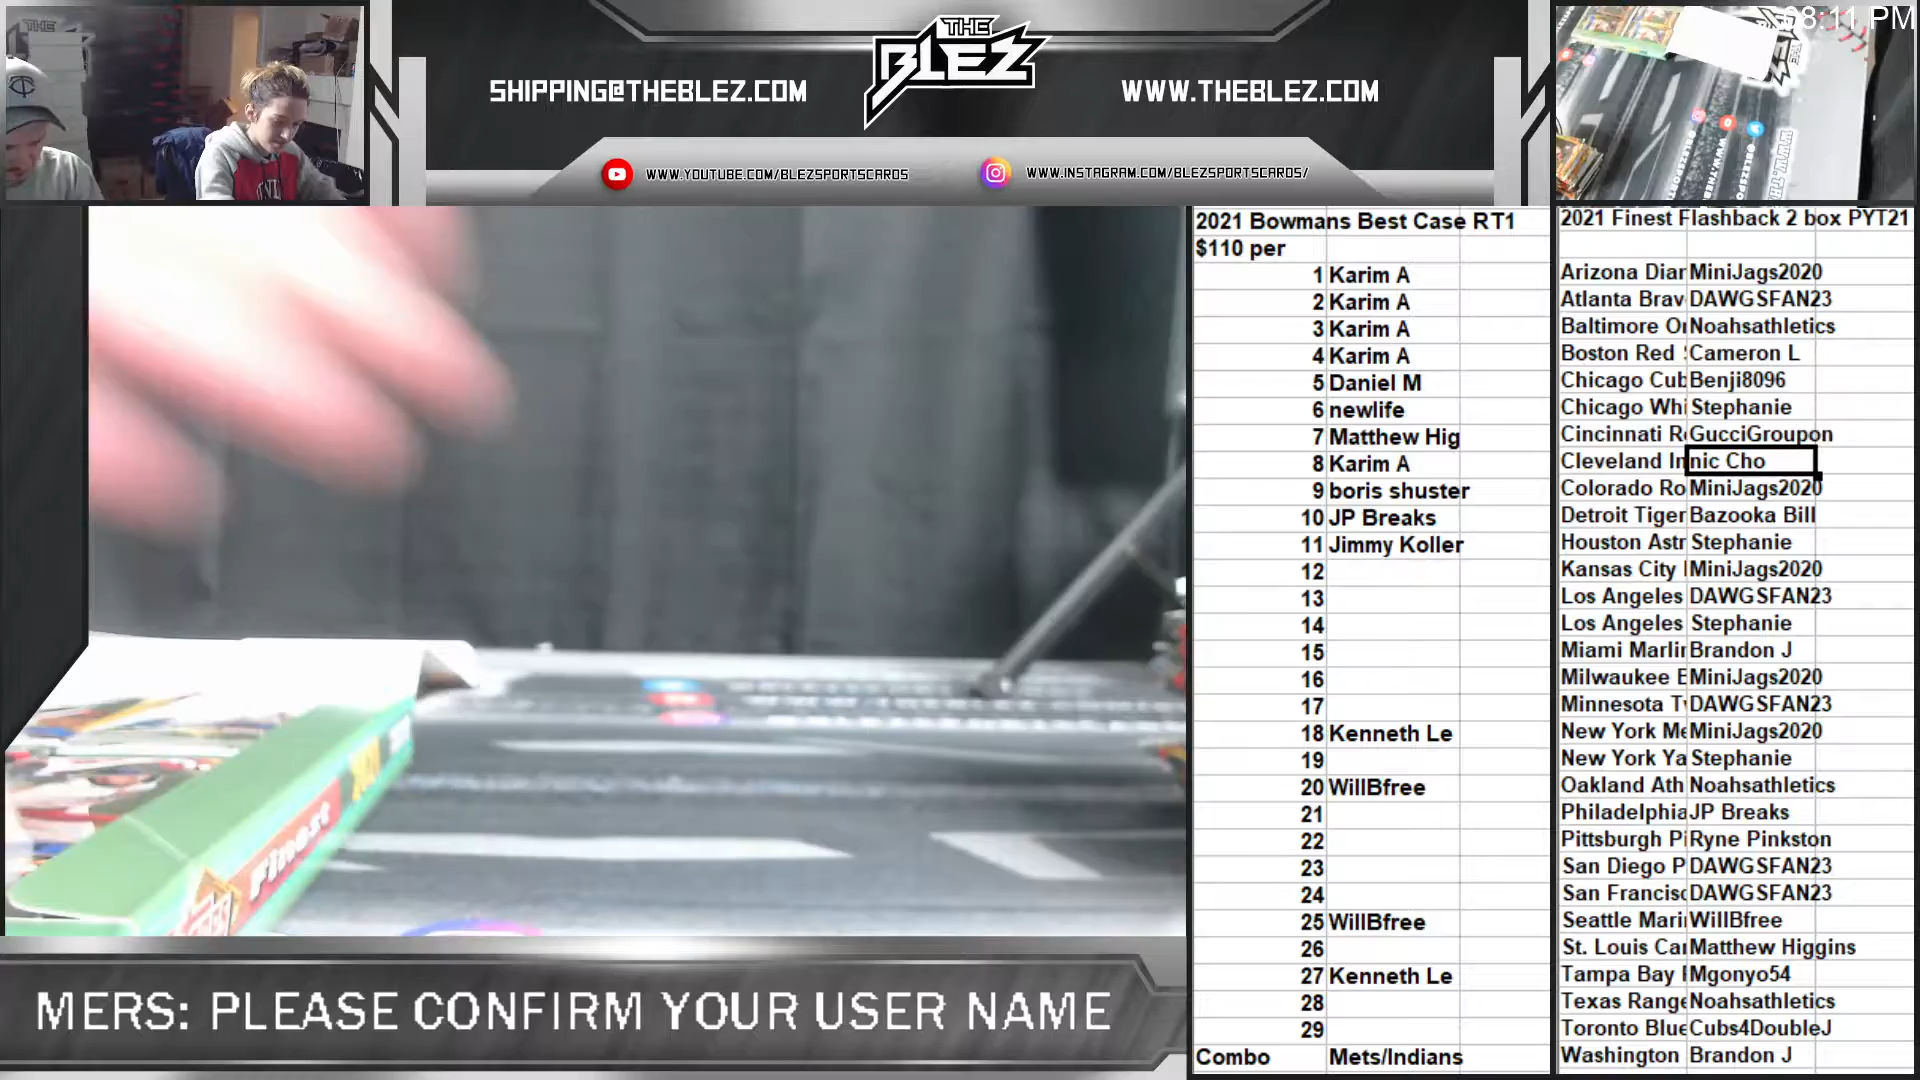 THE
BLEZ
SHIPPING@THEBLEZ.COM
WWW.THEBLEZ.COM
WWW.YOUTUBE.COM/BLEZSPORTSCARDS
WWW.INSTAGRAM.COM/BLEZSPORTSCARDS/
08:11 PM
2021 Bowmans Best Case RT1
$110 per
1 Karim A
2 Karim A
3 Karim A
4 Karim A
5 Daniel M
6 newlife
7 Matthew Hig
8 Karim A
9 boris shuster
10 JP Breaks
11 Jimmy Koller
12
13
14
15
16
17
18 Kenneth Le
19
20 WillBfree
21
22
23
24
25 WillBfree
26
27 Kenneth Le
28
29
Combo Mets/Indians
2021 Finest Flashback 2 box PYT21
Arizona Diar MiniJags2020
Atlanta Brav DAWGSFAN23
Baltimore Or Noahsathletics
Boston Red Cameron L
Chicago Cub Benji8096
Chicago Whi Stephanie
Cincinnati Re GucciGroupon
Cleveland In nic Cho
Colorado Ro MiniJags2020
Detroit Tiger Bazooka Bill
Houston Astr Stephanie
Kansas City MiniJags2020
Los Angeles DAWGSFAN23
Los Angeles Stephanie
Miami Marlin Brandon J
Milwaukee B MiniJags2020
Minnesota Tw DAWGSFAN23
New York Me MiniJags2020
New York Ya Stephanie
Oakland Ath Noahsathletics
Philadelphia JP Breaks
Pittsburgh Pi Ryne Pinkston
San Diego P DAWGSFAN23
San Francisc DAWGSFAN23
Seattle Mari WillBfree
St. Louis Car Matthew Higgins
Tampa Bay Mgonyo54
Texas Range Noahsathletics
Toronto Blue Cubs4DoubleJ
Washington Brandon J
Finest
MERS: PLEASE CONFIRM YOUR USER NAME